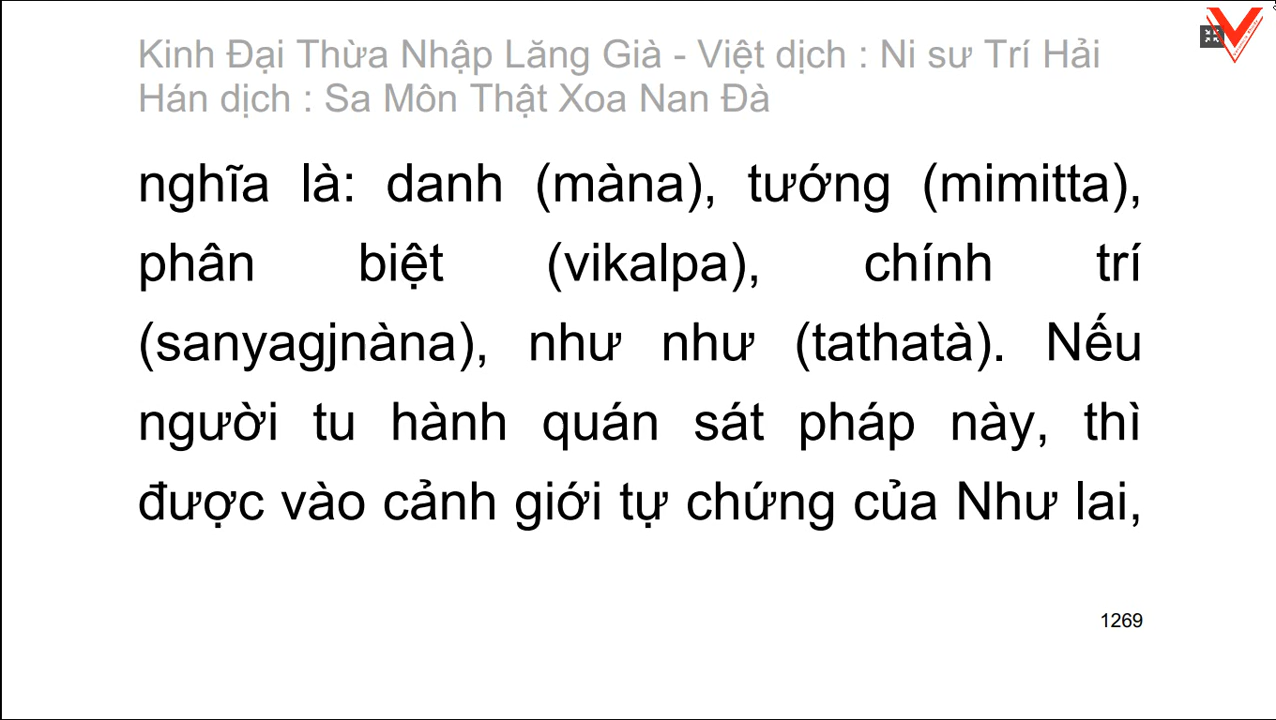 Kinh Đại Thừa Nhập Lăng Già - Việt dịch : Ni sư Trí Hải
Hán dịch : Sa Môn Thật Xoa Nan Đà
nghĩa là: danh (màna), tướng (mimitta),
phân biệt (vikalpa), chính trí
(sanyagjnàna), như như (tathatà). Nếu
người tu hành quán sát pháp này, thì
được vào cảnh giới tự chứng của Như lai,
1269